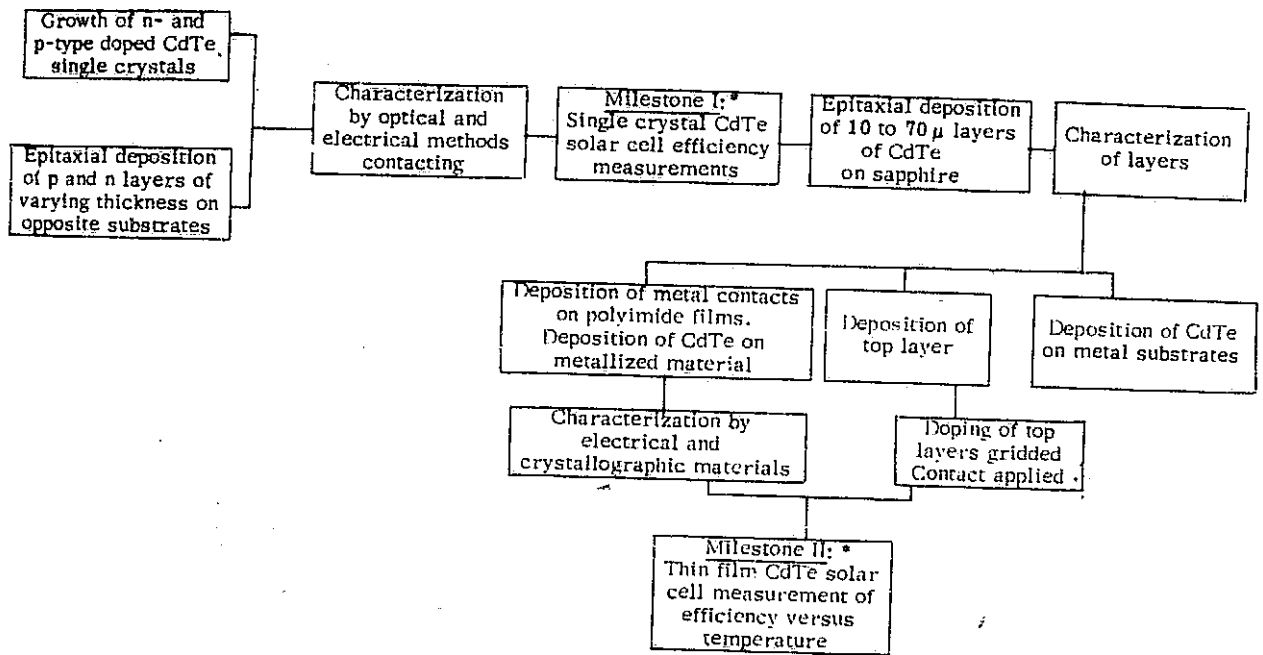 Growth of n- and
p-type doped CdTe
single crystals
Epitaxial deposition
of p and n layers of
varying thickness on
opposite substrates
Characterization
by optical and
electrical methods
contacting
Milestone I:*
Single crystal CdTe
solar cell efficiency
measurements
Epitaxial deposition
of 10 to 70 μ layers
of CdTe
on sapphire
Characterization
of layers
Deposition of metal contacts
on polyimide films.
Deposition of CdTe on
metallized material
Deposition of
top layer
Deposition of CdTe
on metal substrates
Characterization by
electrical and
crystallographic materials
Doping of top
layers gridded
Contact applied
Milestone II: *
Thin film CdTe solar
cell measurement of
efficiency versus
temperature